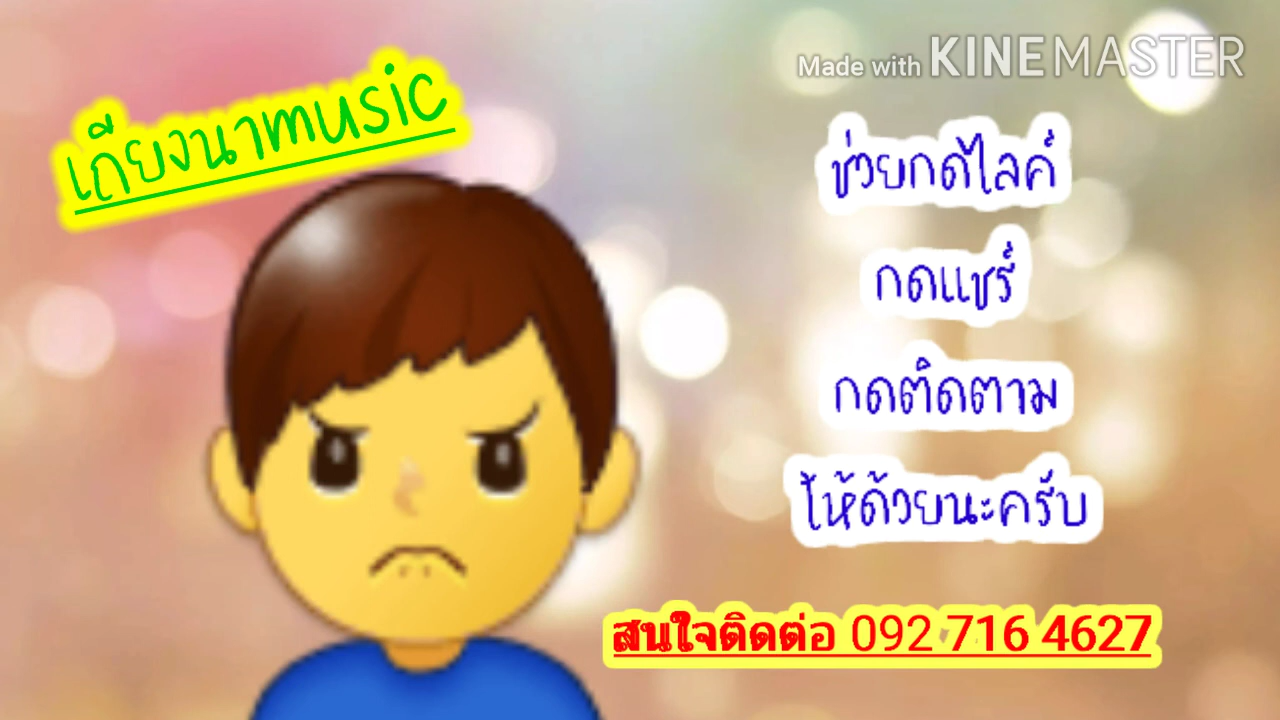 Made with KINEMASTER
เถียงนาmusic
ช่วยกดไลค์
กดแชร์
กดติดตาม
ให้ด้วยนะครับ
สนใจติดต่อ 092 716 4627